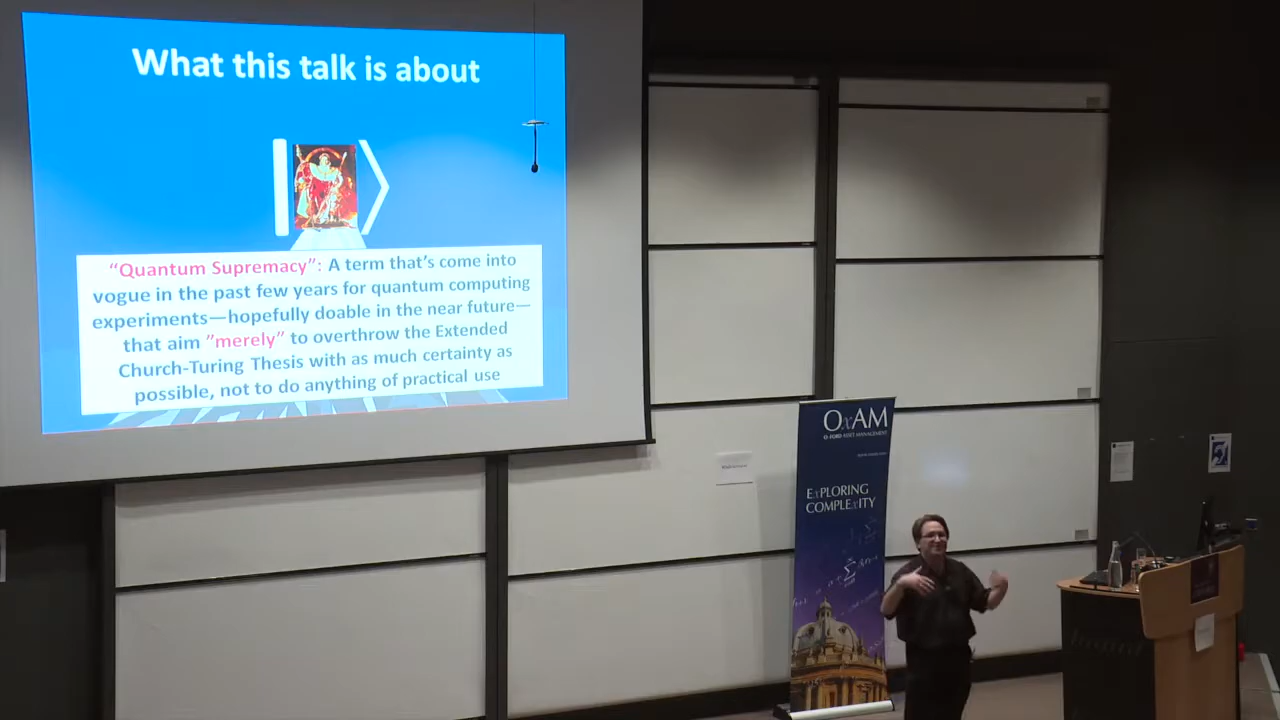 What this talk is about
"Quantum Supremacy": A term that's come into
vogue in the past few years for quantum computing
experiments—hopefully doable in the near future—
that aim "merely" to overthrow the Extended
Church-Turing Thesis with as much certainty as
possible, not to do anything of practical use
OxAM
OXFORD ASSET MANAGEMENT
ExPLORING
COMPLExITY